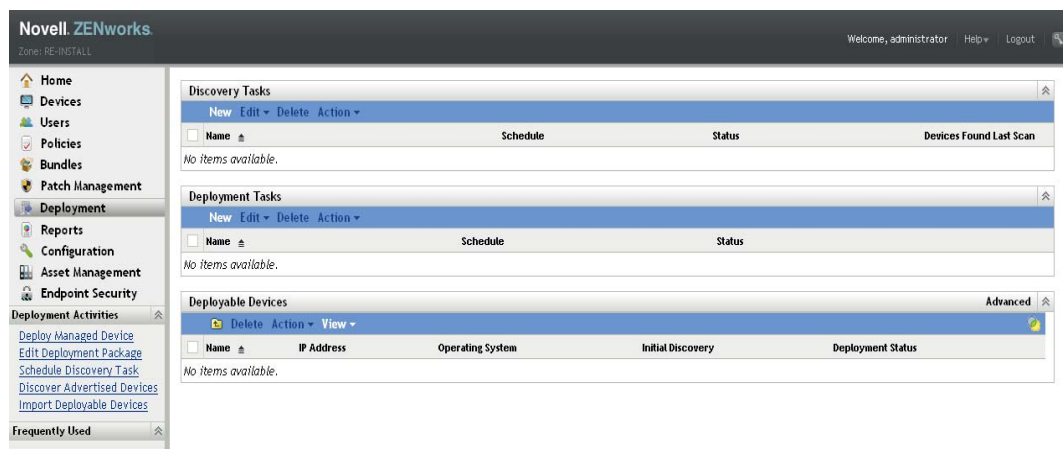 Novell. ZENworks.
Zone: RE-INSTALL
Welcome, administrator Help Logout
Home
Devices
Users
Policies
Bundles
Patch Management
Deployment
Reports
Configuration
Asset Management
Endpoint Security
Deployment Activities
Deploy Managed Device
Edit Deployment Package
Schedule Discovery Task
Discover Advertised Devices
Import Deployable Devices
Frequently Used
Discovery Tasks
New Edit Delete Action
Name Schedule Status Devices Found Last Scan
No items available.
Deployment Tasks
New Edit Delete Action
Name Schedule Status
No items available.
Deployable Devices Advanced
Delete Action View
Name IP Address Operating System Initial Discovery Deployment Status
No items available.